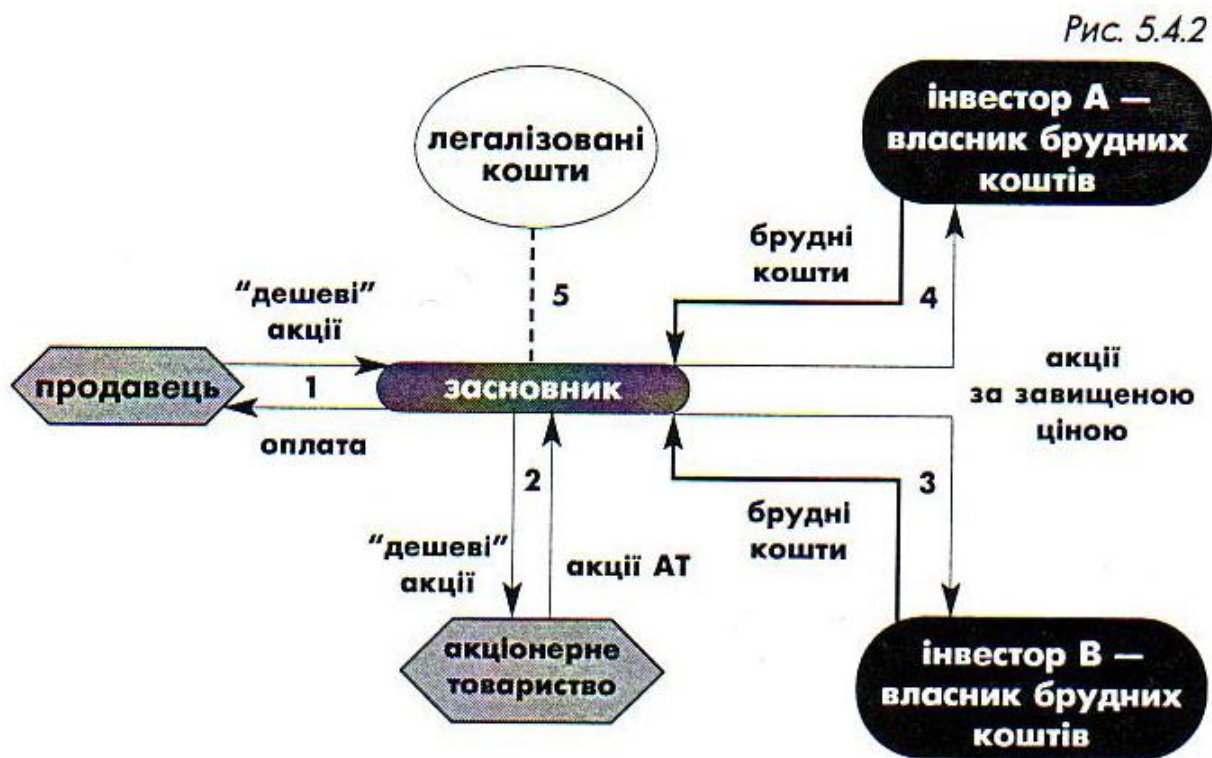 Рис. 5.4.2
інвестор А —
власник брудних
коштів
легалізовані
кошти
брудні
кошти
4
5
"дешеві"
акції
продавець
1
оплата
засновник
акції
за завищеною
ціною
2
3
брудні
кошти
"дешеві"
акції
акції АТ
акціонерне
товариство
інвестор В —
власник брудних
коштів